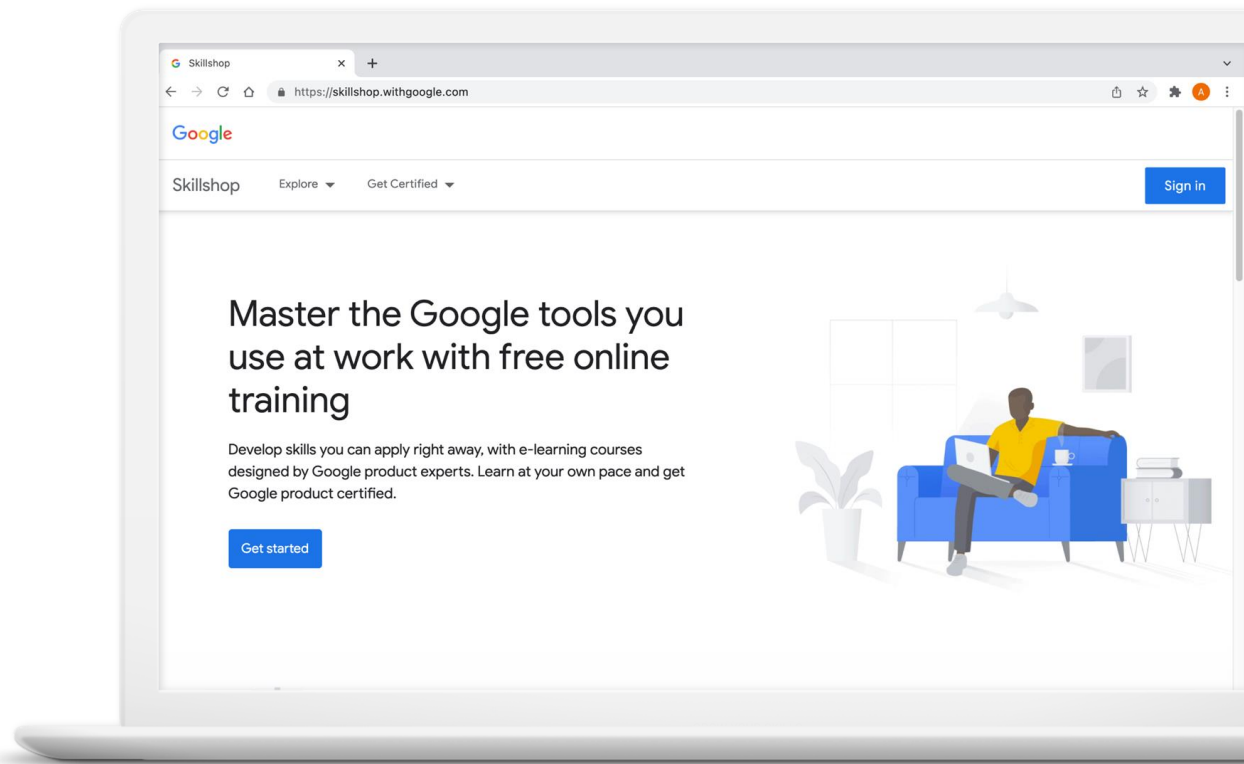 Skillshop
https://skillshop.withgoogle.com
A
Google
Skillshop Explore Get Certified
Sign in
Master the Google tools you
use at work with free online
training
Develop skills you can apply right away, with e-learning courses
designed by Google product experts. Learn at your own pace and get
Google product certified.
Get started